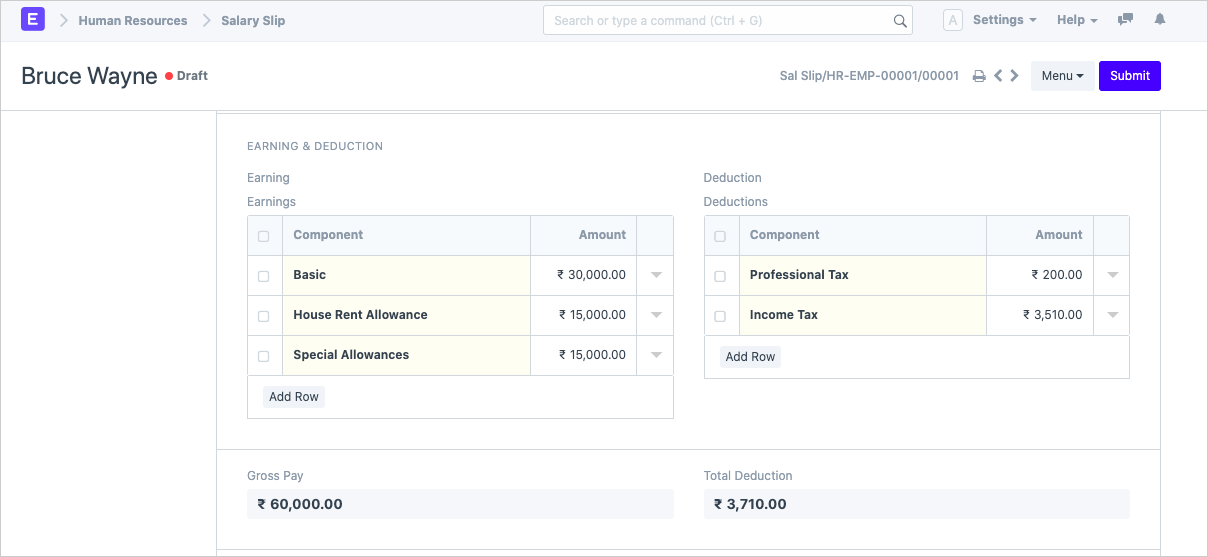 E Human Resources Salary Slip Search or type a command (Ctrl + G) A Settings Help
Bruce Wayne Draft Sal Slip/HR-EMP-00001/00001 Menu Submit
EARNING & DEDUCTION
Earning Deduction
Earnings Deductions
Component Amount Component Amount
Basic ₹ 30,000.00 Professional Tax ₹ 200.00
House Rent Allowance ₹ 15,000.00 Income Tax ₹ 3,510.00
Special Allowances ₹ 15,000.00 Add Row
Add Row
Gross Pay Total Deduction
₹ 60,000.00 ₹ 3,710.00